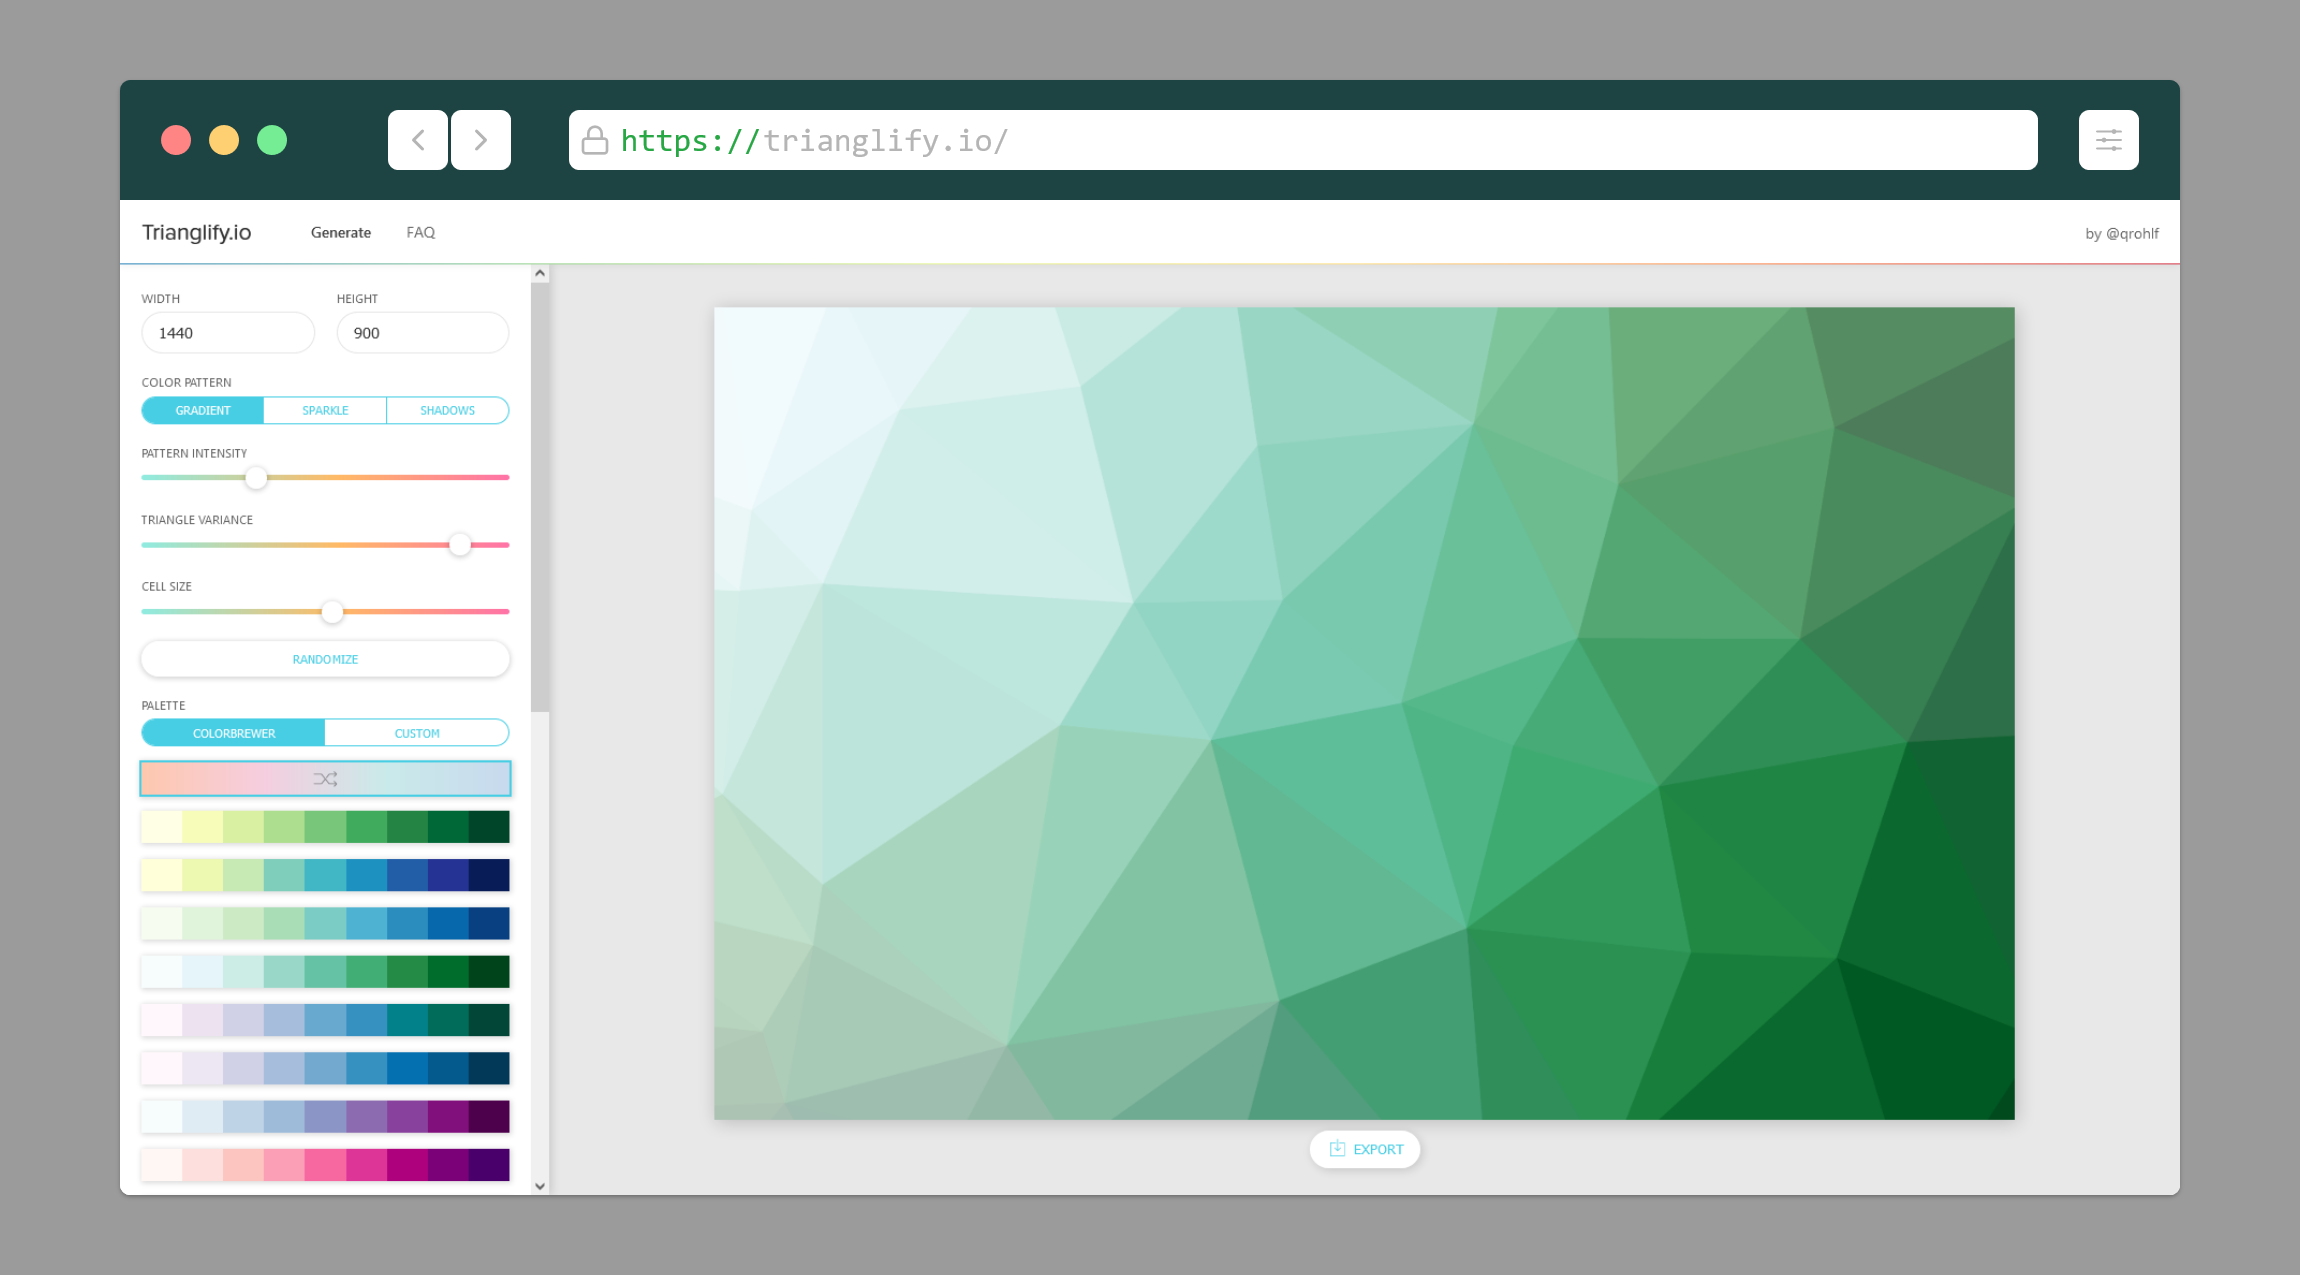 https://trianglify.io/
Trianglify.io
Generate
FAQ
by @qrohlf
WIDTH
HEIGHT
1440
900
COLOR PATTERN
GRADIENT
SPARKLE
SHADOWS
PATTERN INTENSITY
TRIANGLE VARIANCE
CELL SIZE
RANDOMIZE
PALETTE
COLORBREWER
CUSTOM
EXPORT